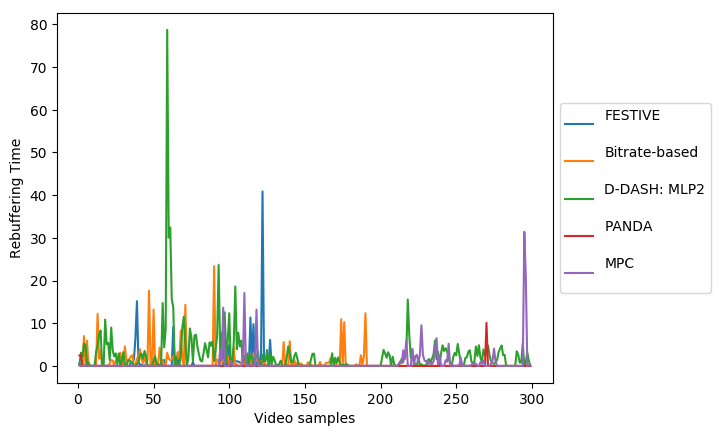 80
70
60
50
40
30
20
10
0
Rebuffering Time
0 50 100 150 200 250 300
Video samples
FESTIVE
Bitrate-based
D-DASH: MLP2
PANDA
MPC